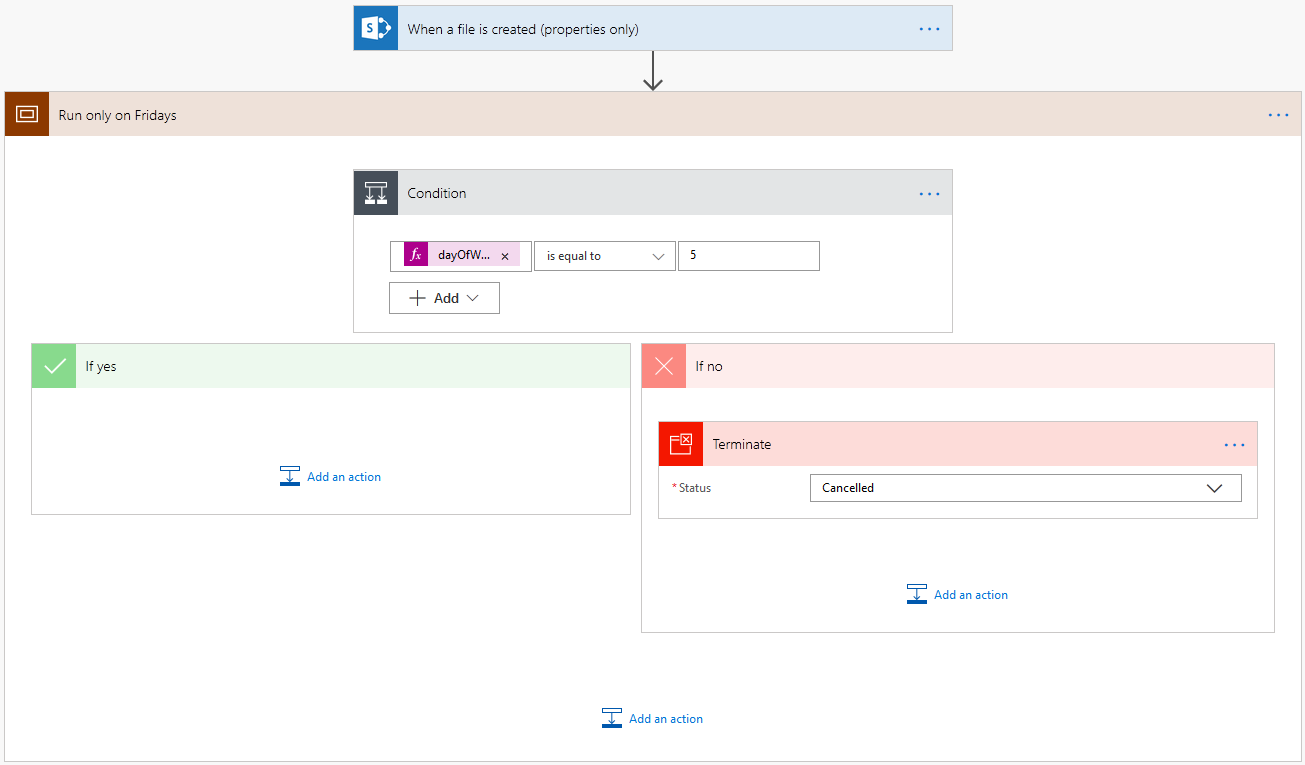 When a file is created (properties only)
Run only on Fridays
Condition
fx dayOfW... x is equal to 5
Add
If yes
If no
Terminate
*Status Cancelled
Add an action
Add an action
Add an action